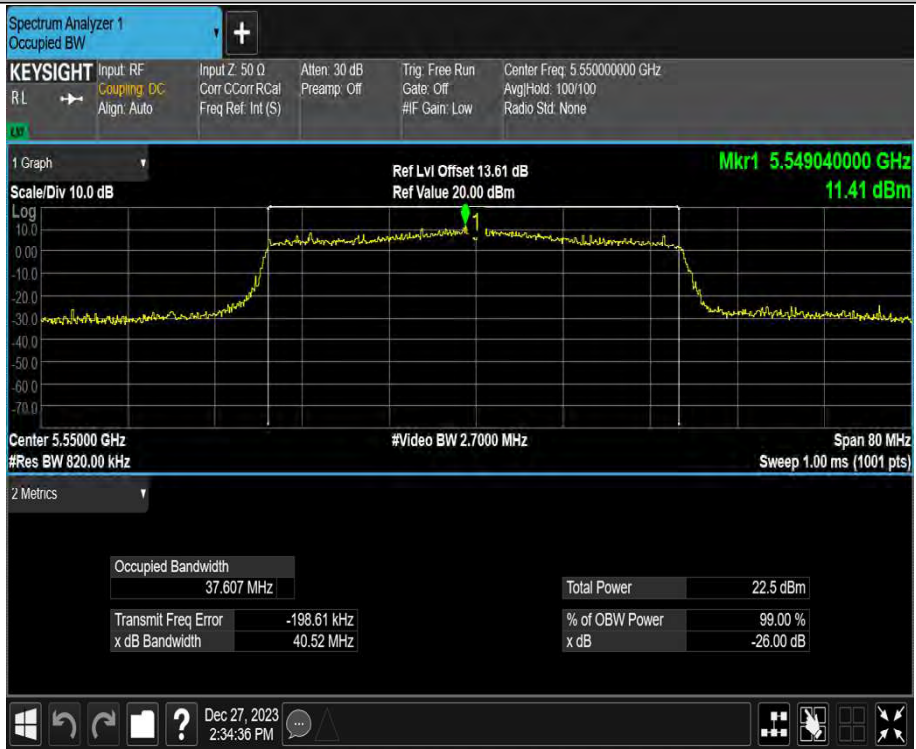 Spectrum Analyzer 1
Occupied BW
+
KEYSIGHT Input: RF Input Z: 50 Ω Atten: 30 dB Trig: Free Run Center Freq: 5.550000000 GHz
RL Coupling: DC Corr CCorr RCal Preamp: Off Gate: Off Avg|Hold: 100/100
Align: Auto Freq Ref: Int (S) #IF Gain: Low Radio Std: None
1 Graph Ref Lvl Offset 13.61 dB Mkr1 5.549040000 GHz
Scale/Div 10.0 dB Ref Value 20.00 dBm 11.41 dBm
Log
10.0
1
0.00
-10.0
-20.0
-30.0
-40.0
-50.0
-60.0
-70.0
Center 5.55000 GHz #Video BW 2.7000 MHz Span 80 MHz
#Res BW 820.00 kHz Sweep 1.00 ms (1001 pts)
2 Metrics
Occupied Bandwidth
37.607 MHz Total Power 22.5 dBm
Transmit Freq Error -198.61 kHz % of OBW Power 99.00 %
x dB Bandwidth 40.52 MHz x dB -26.00 dB
? Dec 27, 2023
2:34:36 PM